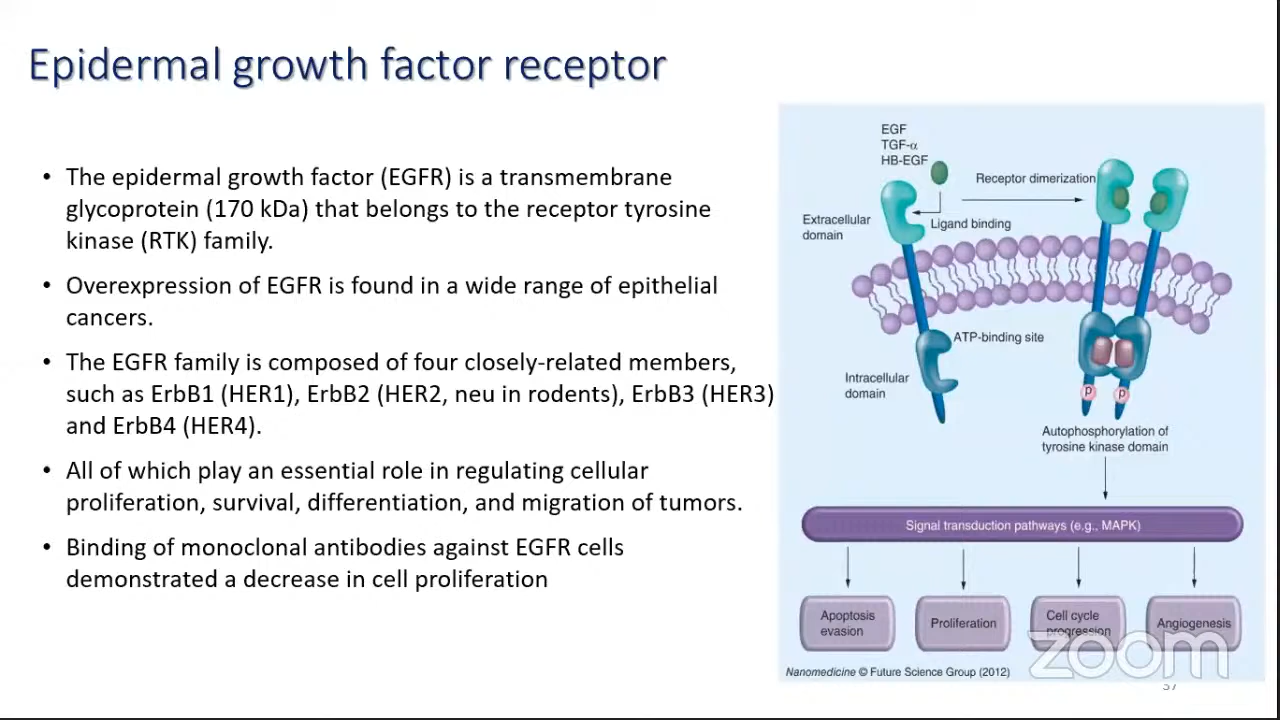 Epidermal growth factor receptor
• The epidermal growth factor (EGFR) is a transmembrane
glycoprotein (170 kDa) that belongs to the receptor tyrosine
kinase (RTK) family.
• Overexpression of EGFR is found in a wide range of epithelial
cancers.
• The EGFR family is composed of four closely-related members,
such as ErbB1 (HER1), ErbB2 (HER2, neu in rodents), ErbB3 (HER3)
and ErbB4 (HER4).
• All of which play an essential role in regulating cellular
proliferation, survival, differentiation, and migration of tumors.
• Binding of monoclonal antibodies against EGFR cells
demonstrated a decrease in cell proliferation
EGF
TGF-α
HB-EGF
Receptor dimerization
Extracellular
domain
Ligand binding
ATP-binding site
Intracellular
domain
P
P
Autophosphorylation of
tyrosine kinase domain
Signal transduction pathways (e.g., MAPK)
Apoptosis
evasion
Proliferation
Cell cycle
progression
Angiogenesis
zoom
Nanomedicine © Future Science Group (2012)
37